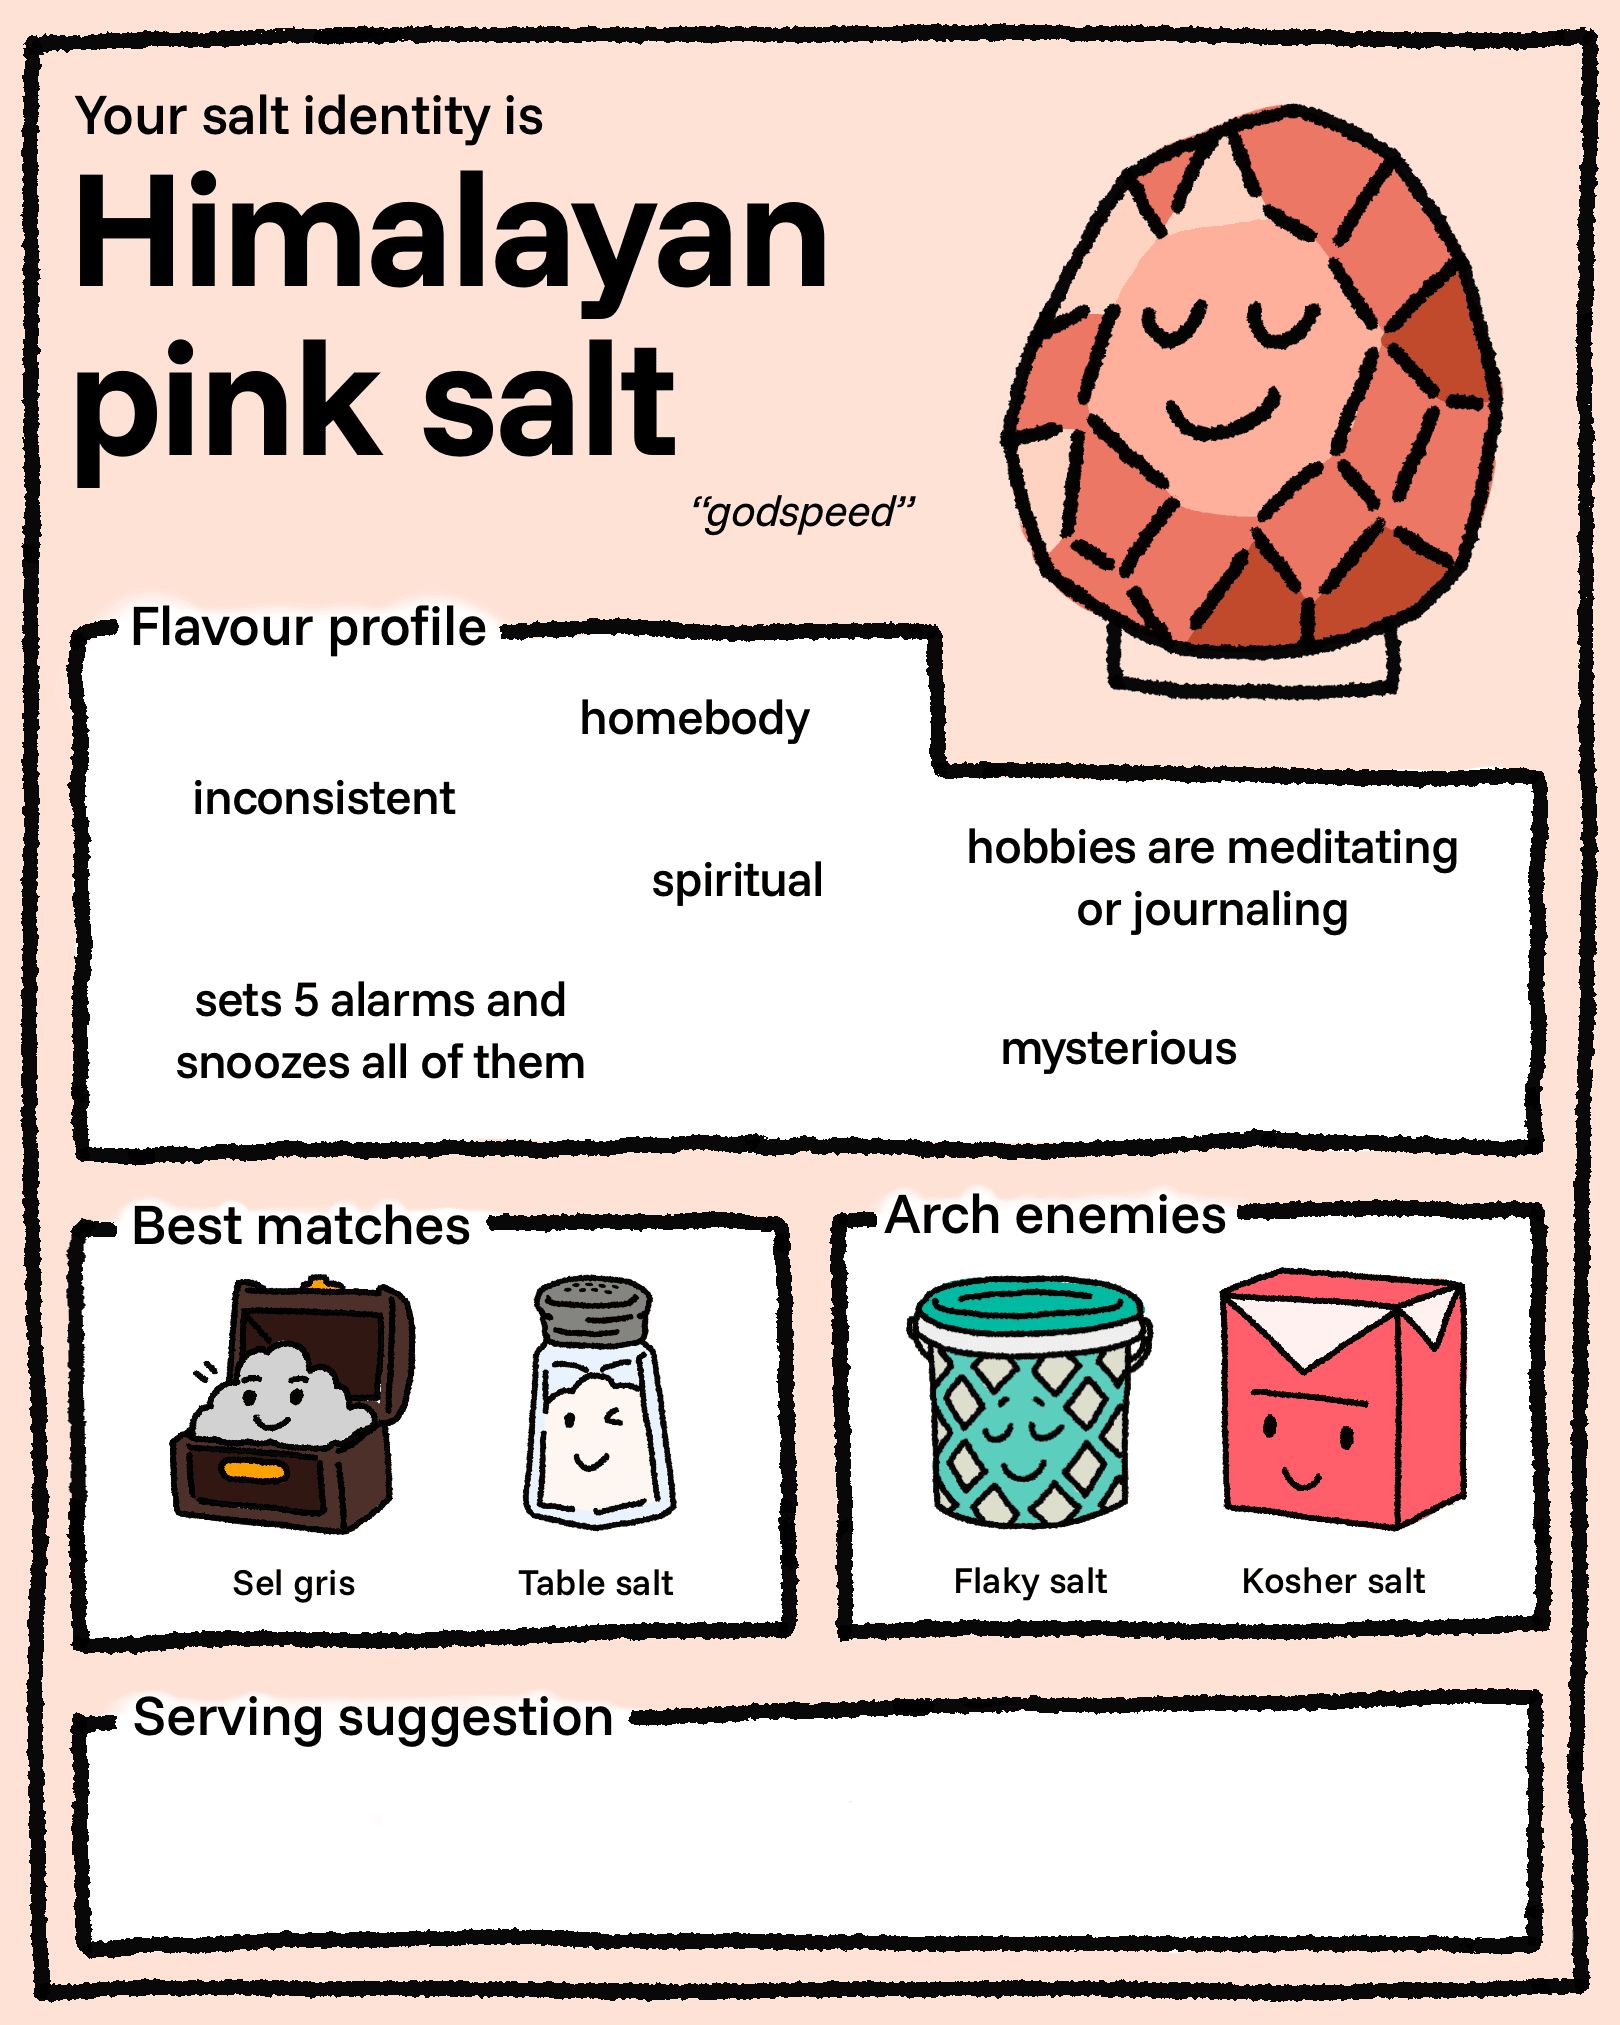 Your salt identity is
Himalayan
pink salt
“godspeed”
Flavour profile
homebody
inconsistent
spiritual
hobbies are meditating
or journaling
sets 5 alarms and
snoozes all of them
mysterious
Best matches
Sel gris
Table salt
Arch enemies
Flaky salt
Kosher salt
Serving suggestion